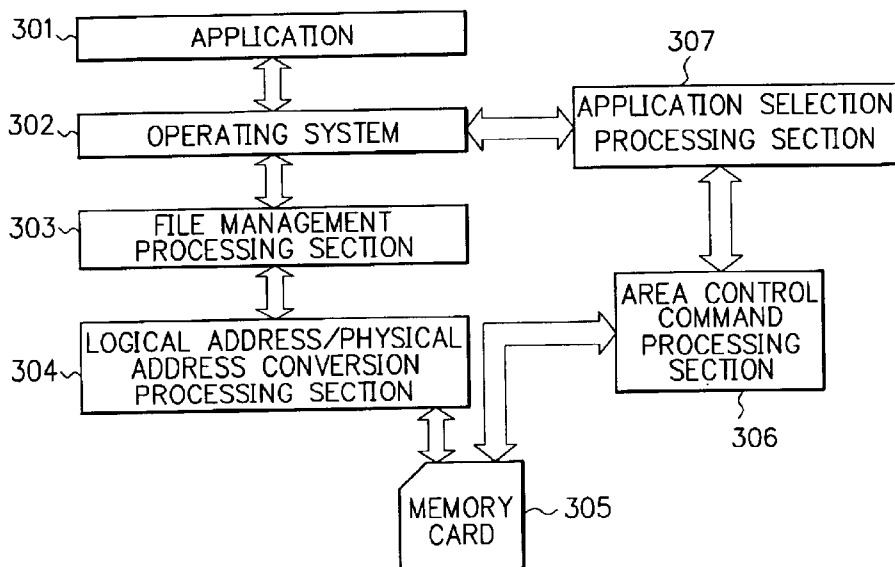 301
APPLICATION
302
OPERATING SYSTEM
303
FILE MANAGEMENT
PROCESSING SECTION
304
LOGICAL ADDRESS/PHYSICAL
ADDRESS CONVERSION
PROCESSING SECTION
MEMORY
CARD
305
307
APPLICATION SELECTION
PROCESSING SECTION
AREA CONTROL
COMMAND
PROCESSING
SECTION
306